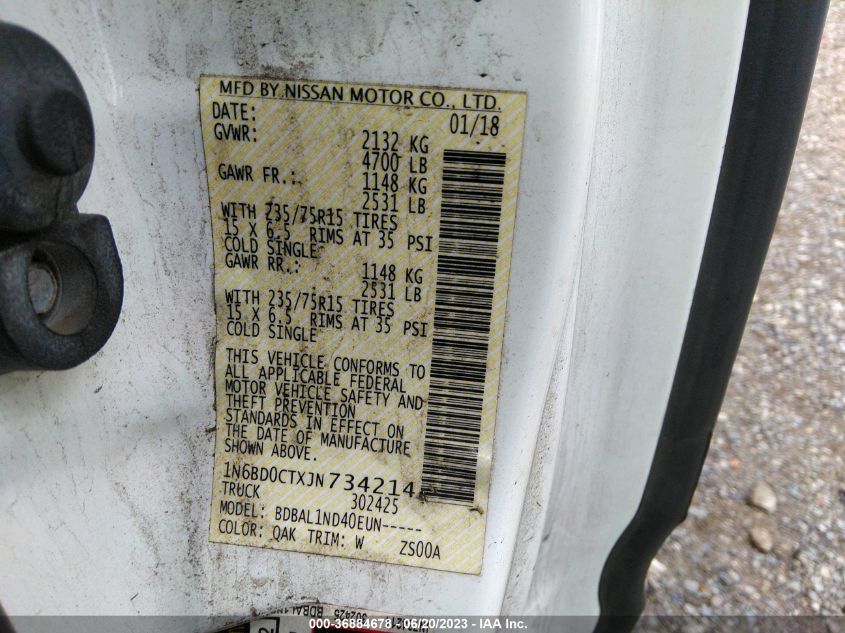 MFD BY NISSAN MOTOR CO., LTD.
DATE: 01/18
GVWR: 2132 KG
4700 LB
GAWR FR.: 1148 KG
2531 LB
WITH 235/75R15 TIRES
15 X 6.5 RIMS AT 35 PSI
COLD SINGLE
GAWR RR.: 1148 KG
2531 LB
WITH 235/75R15 TIRES
15 X 6.5 RIMS AT 35 PSI
COLD SINGLE
THIS VEHICLE CONFORMS TO
ALL APPLICABLE FEDERAL
MOTOR VEHICLE SAFETY AND
THEFT PREVENTION
STANDARDS IN EFFECT ON
THE DATE OF MANUFACTURE
SHOWN ABOVE.
1N6BD0CTXJN734214
TRUCK 302425
MODEL: BDBAL1ND40EUN-----
COLOR: QAK TRIM: W ZS00A
000-36884678 - 06/20/2023 - IAA Inc.